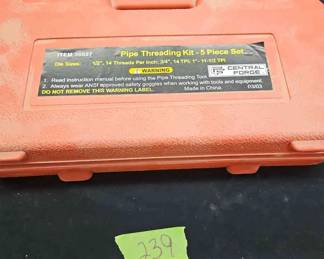 Pipe Threading Kit - 5 Piece Set
Die Sizes: 1/2", 14 Threads Per Inch; 3/4", 14 TPI; 1"- 11-1/2 TPI
WARNING
1. Read instruction manual before using the Pipe Threading Tool.
2. Always wear ANSI approved safety goggles when working with tools and equipment.
DO NOT REMOVE THIS WARNING LABEL.
Made in China.
CENTRAL
FORGE
03/03
239